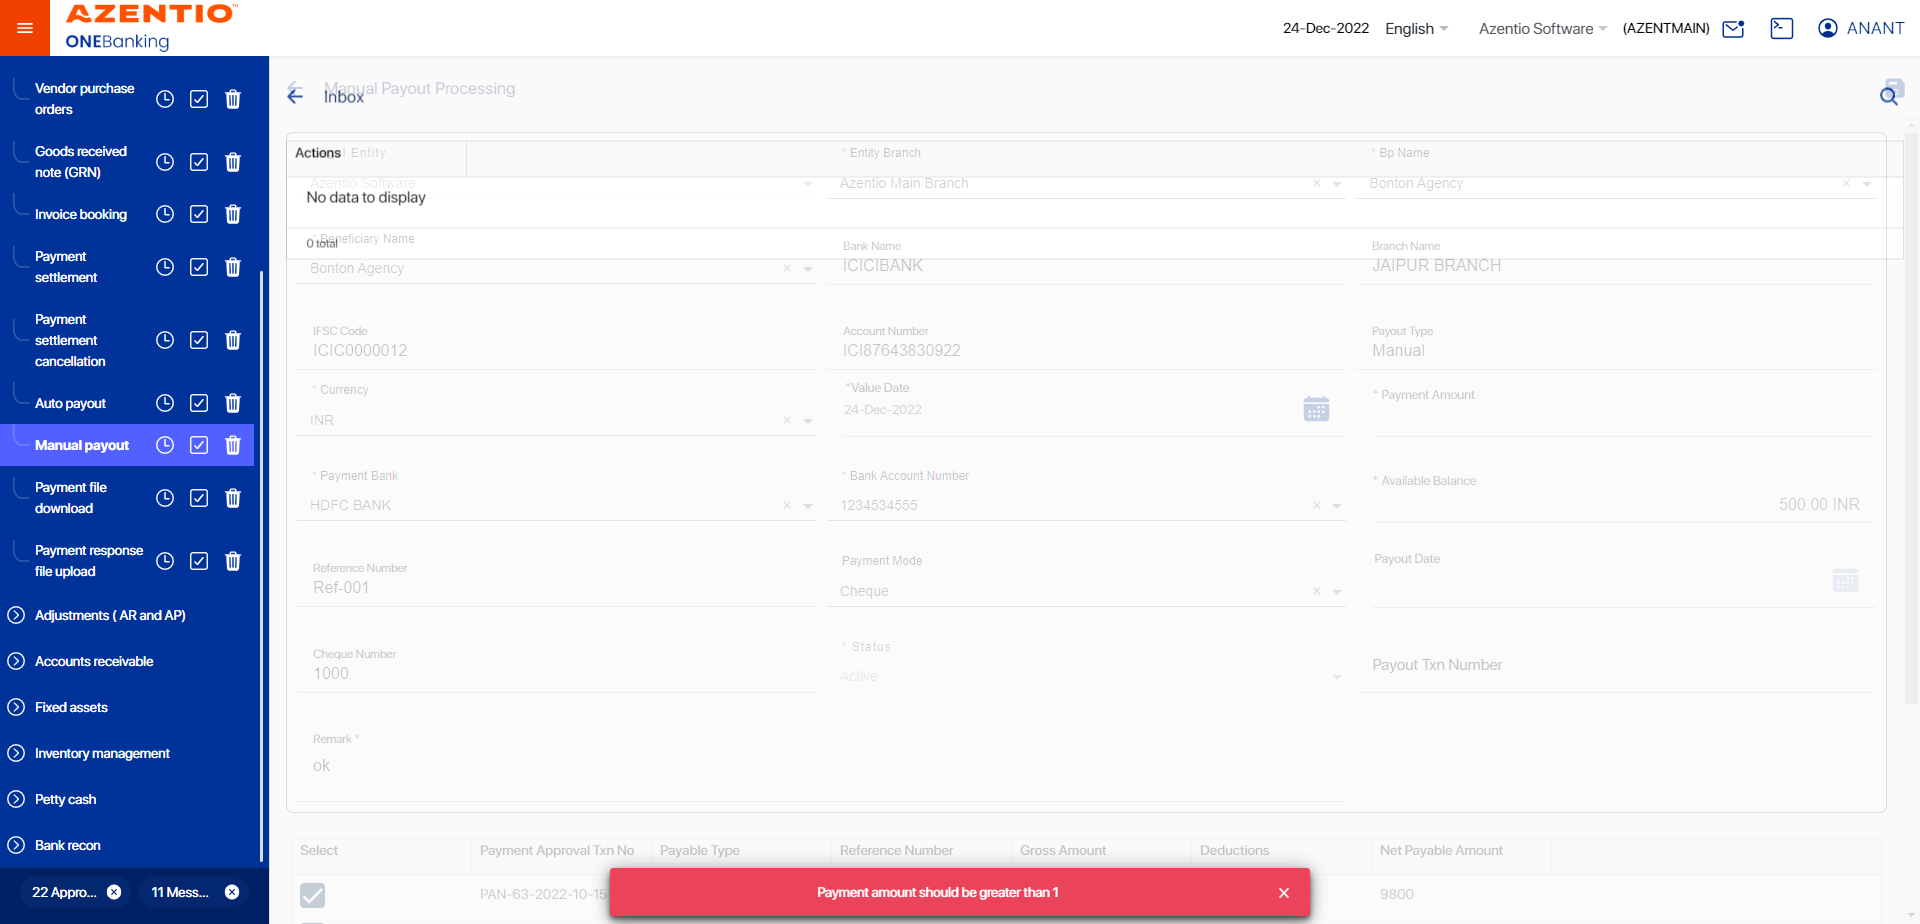 AZENTIO
ONEBanking
24-Dec-2022
English
Azentio Software
(AZENTMAIN)
ANANT
Vendor purchase
orders
Goods received
note (GRN)
Invoice booking
Payment
settlement
Payment
settlement
cancellation
Auto payout
Manual payout
Payment file
download
Payment response
file upload
Adjustments ( AR and AP)
Accounts receivable
Fixed assets
Inventory management
Petty cash
Bank recon
22 Appro...
11 Mess...
Manual Payout Processing
Inbox
Actions
Entity
* Entity Branch
* Bp Name
Azentio Software
Azentio Main Branch
Bonton Agency
No data to display
0 total
* Beneficiary Name
Bank Name
Branch Name
Bonton Agency
ICICIBANK
JAIPUR BRANCH
IFSC Code
Account Number
Payout Type
ICIC0000012
ICI87643830922
Manual
* Currency
*Value Date
* Payment Amount
INR
24-Dec-2022
* Payment Bank
* Bank Account Number
* Available Balance
HDFC BANK
1234534555
500.00 INR
Reference Number
Payment Mode
Payout Date
Ref-001
Cheque
Cheque Number
* Status
1000
Active
Payout Txn Number
Remark *
ok
Select
Payment Approval Txn No
Payable Type
Reference Number
Gross Amount
Deductions
Net Payable Amount
PAN-63-2022-10-15
9800
Payment amount should be greater than 1